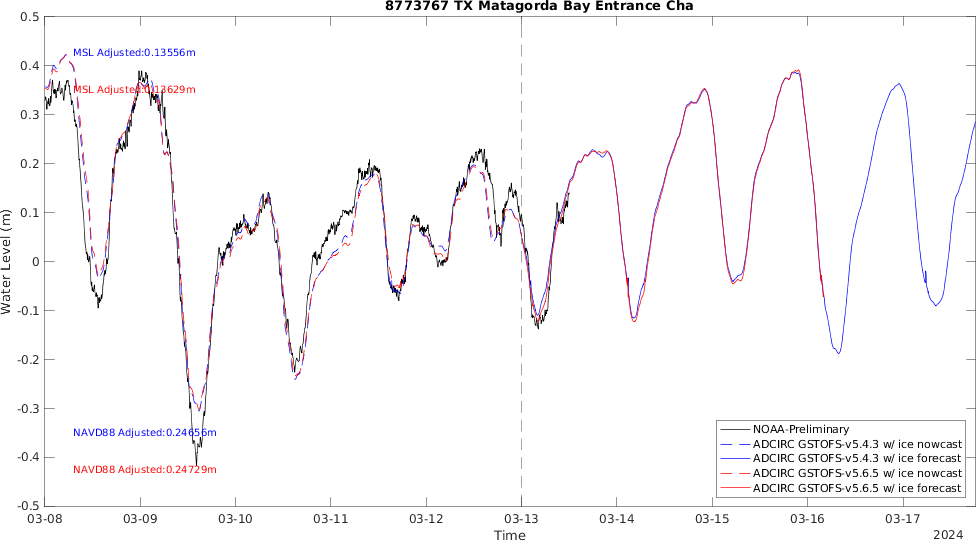 8773767 TX Matagorda Bay Entrance Cha
0.5
0.4
0.3
0.2
0.1
0
-0.1
-0.2
-0.3
-0.4
-0.5
Water Level (m)
MSL Adjusted:0.13556m
MSL Adjusted:0.13629m
NAVD88 Adjusted:0.24656m
NAVD88 Adjusted:0.24729m
NOAA-Preliminary
ADCIRC GSTOFS-v5.4.3 w/ ice nowcast
ADCIRC GSTOFS-v5.4.3 w/ ice forecast
ADCIRC GSTOFS-v5.6.5 w/ ice nowcast
ADCIRC GSTOFS-v5.6.5 w/ ice forecast
03-08 03-09 03-10 03-11 03-12 03-13 03-14 03-15 03-16 03-17
Time
2024